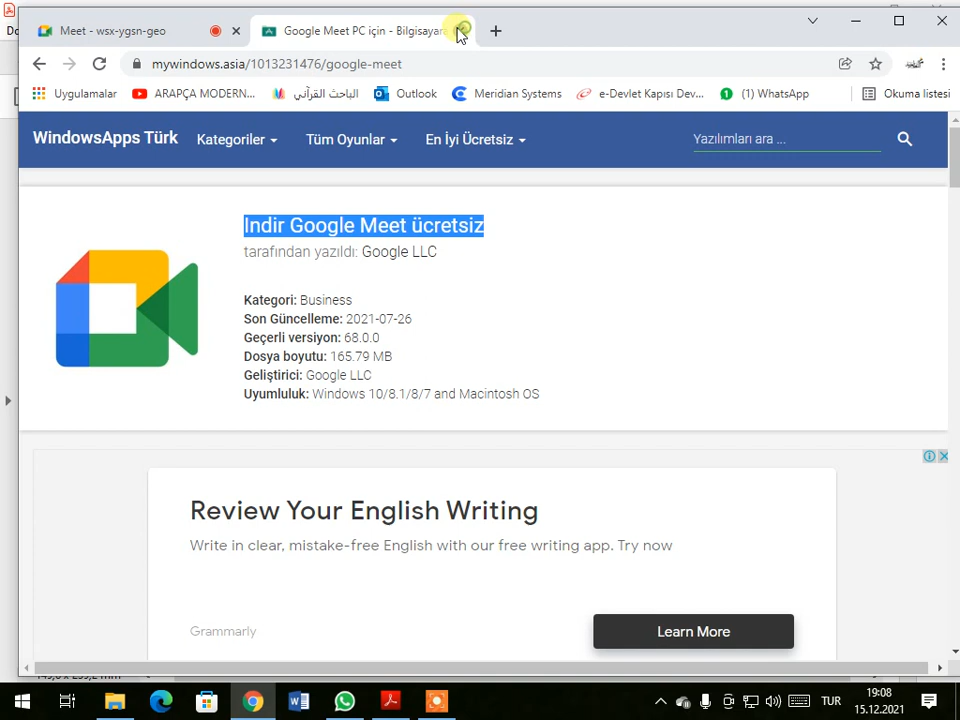 Meet - wsx-ygsn-geo
Google Meet PC için - Bilgisayara
mywindows.asia/1013231476/google-meet
Uygulamalar
ARAPÇA MODERN...
الباحث القرآني
Outlook
Meridian Systems
e-Devlet Kapısı Dev...
(1) WhatsApp
Okuma listesi
WindowsApps Türk
Kategoriler
Tüm Oyunlar
En İyi Ücretsiz
Yazılımları ara ...
Indir Google Meet ücretsiz
tarafından yazıldı: Google LLC
Kategori: Business
Son Güncelleme: 2021-07-26
Geçerli versiyon: 68.0.0
Dosya boyutu: 165.79 MB
Geliştirici: Google LLC
Uyumluluk: Windows 10/8.1/8/7 and Macintosh OS
Review Your English Writing
Write in clear, mistake-free English with our free writing app. Try now
Grammarly
Learn More
TUR
19:08
15.12.2021